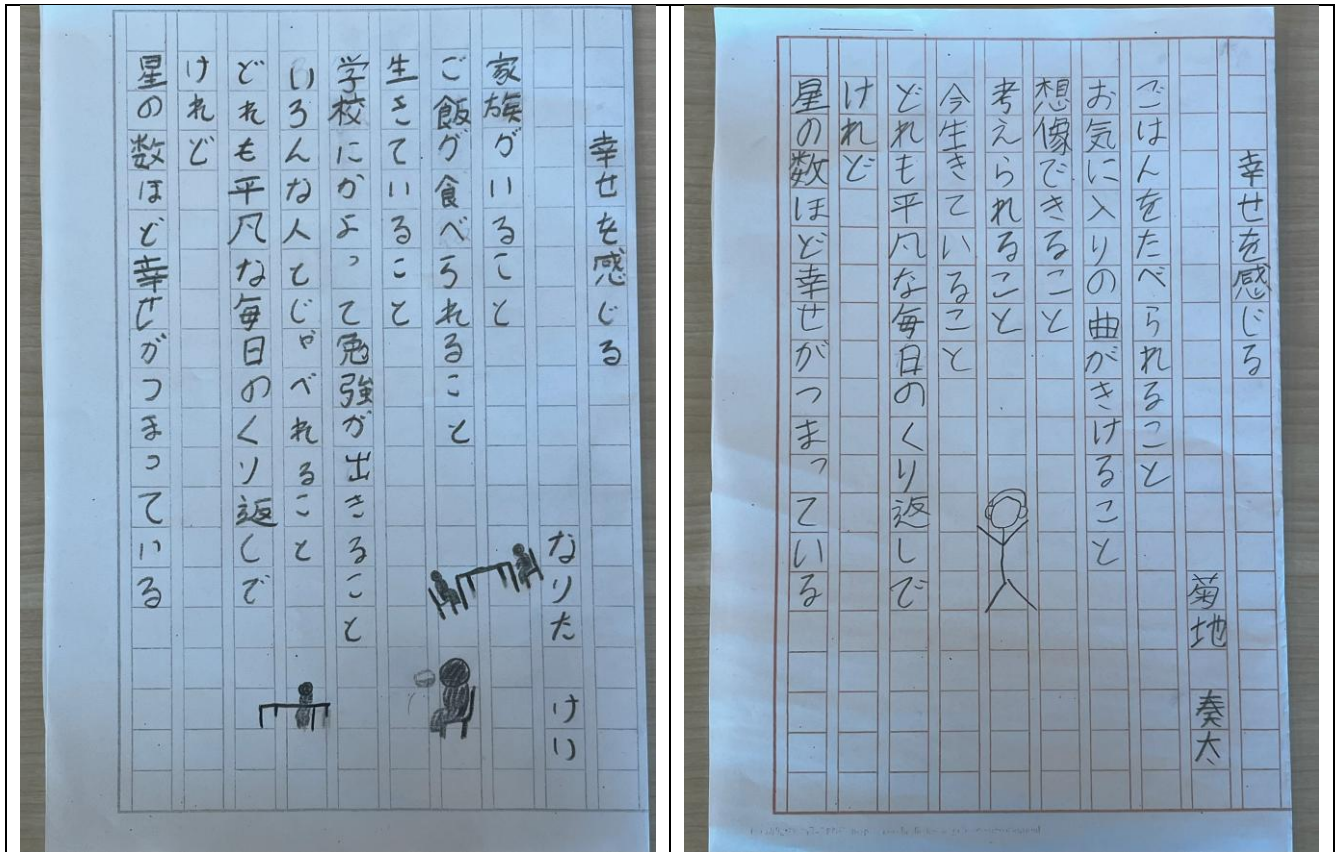 幸せを感じる
なりた けい
家族がいること
ご飯が食べられること
生きていること
学校にかよって勉強が出きること
いろんな人としゃべれること
どれも平凡な毎日のくり返しで
けれど
星の数ほど幸せがつまっている
幸せを感じる
菊地 奏太
ごはんをたべられること
お気に入りの曲がきけること
想像できること
考えられること
今生きていること
どれも平凡な毎日のくり返しで
けれど
星の数ほど幸せがつまっている